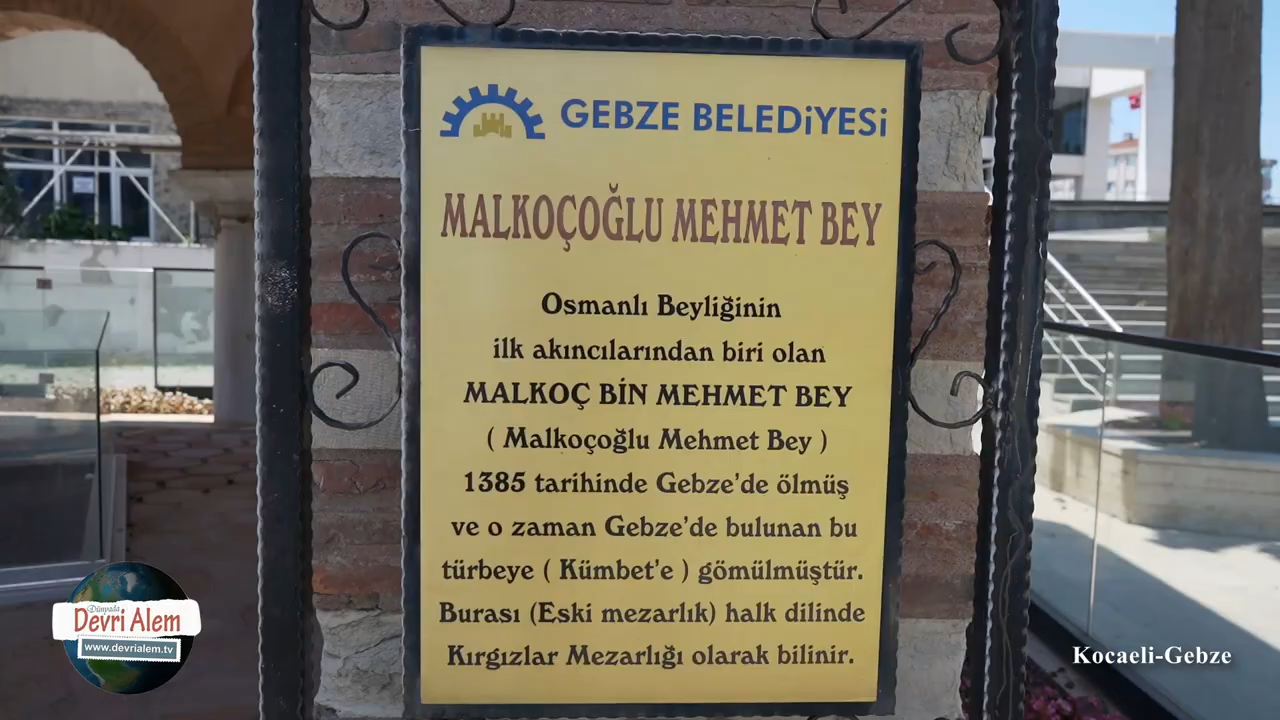 GEBZE BELEDİYESİ
MALKOÇOĞLU MEHMET BEY
Osmanlı Beyliğinin
ilk akıncılarından biri olan
MALKOÇ BİN MEHMET BEY
( Malkoçoğlu Mehmet Bey )
1385 tarihinde Gebze'de ölmüş
ve o zaman Gebze'de bulunan bu
türbeye ( Kümbet'e ) gömülmüştür.
Burası (Eski mezarlık) halk dilinde
Kırgızlar Mezarlığı olarak bilinir.
Dünyada
Devri Alem
www.devrialem.tv
Kocaeli-Gebze